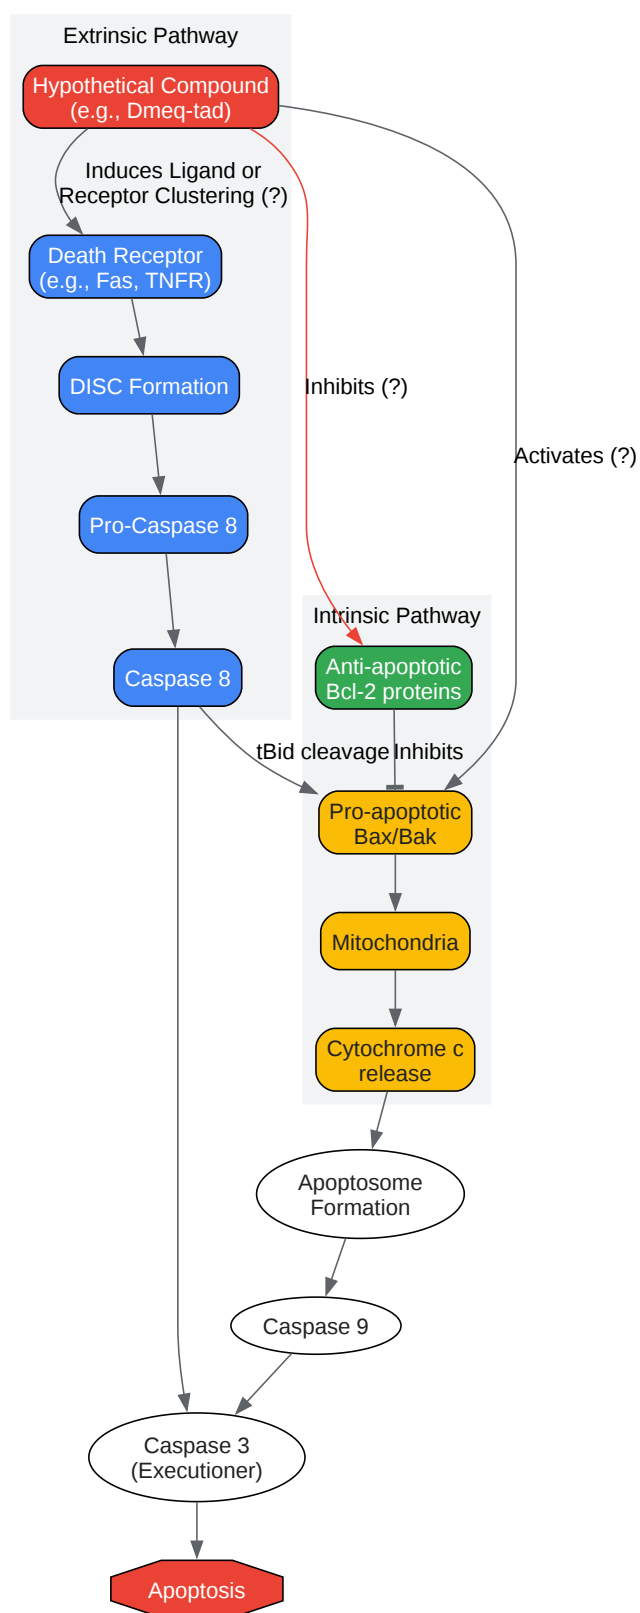 Extrinsic Pathway
Hypothetical Compound
(e.g., Dmeq-tad)
Induces Ligand or
Receptor Clustering (?)
Death Receptor
(e.g., Fas, TNFR)
DISC Formation
Inhibits (?)
Activates (?)
Pro-Caspase 8
Intrinsic Pathway
Caspase 8
Anti-apoptotic
Bcl-2 proteins
tBid cleavage
Inhibits
Pro-apoptotic
Bax/Bak
Mitochondria
Cytochrome c
release
Apoptosome
Formation
Caspase 9
Caspase 3
(Executioner)
Apoptosis